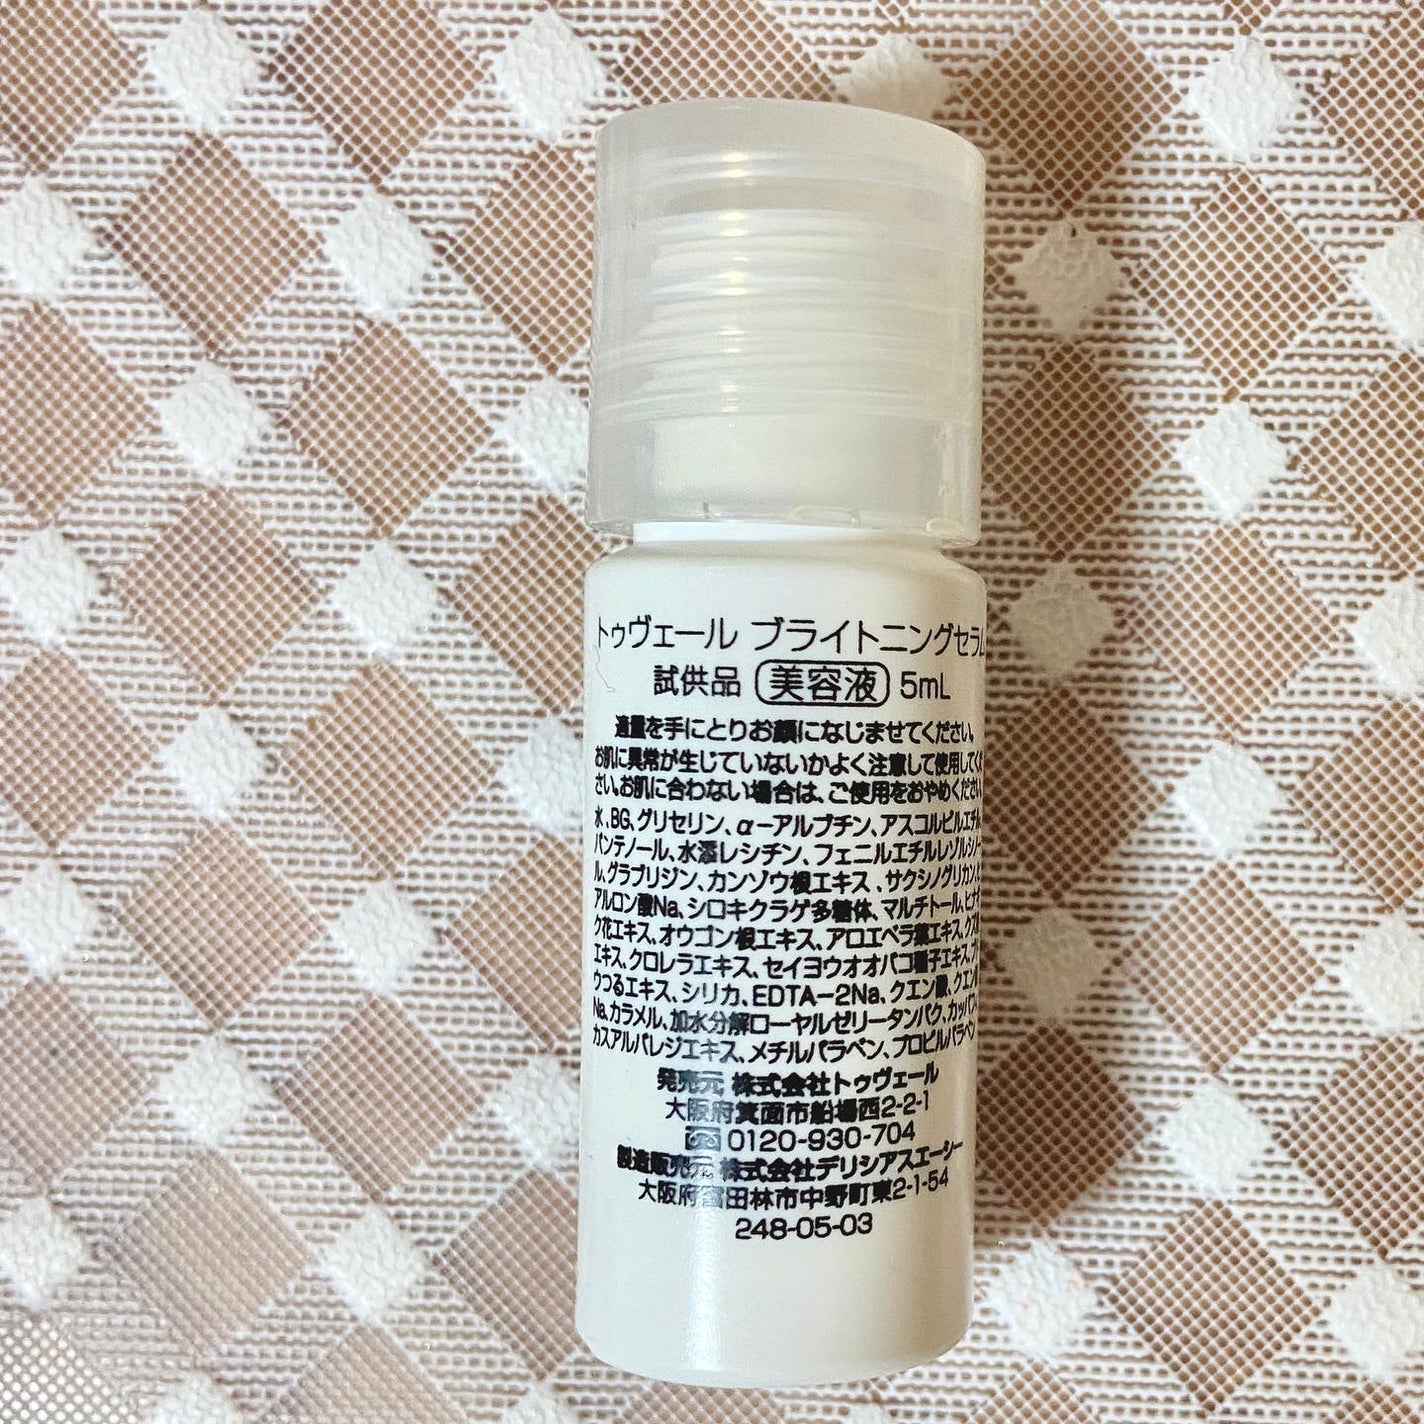 トゥヴェール ブライトニングセラム
試供品 美容液 5mL
適量を手にとりお顔になじませてください。
お肌に異常が生じていないかよく注意して使用してくだ
さい。お肌に合わない場合は、ご使用をおやめください。
水、BG、グリセリン、α－アルブチン、アスコルビルエチル、
パンテノール、水添レシチン、フェニルエチルレゾルシノー
ル、グラブリジン、カンゾウ根エキス、サクシノグリカン、ヒ
アルロン酸Na、シロキクラゲ多糖体、マルチトール、ヒナギ
ク花エキス、オウゴン根エキス、アロエベラ葉エキス、クズ根
エキス、クロレラエキス、セイヨウオオバコ種子エキス、
ウつるエキス、シリカ、EDTA－2Na、クエン酸、クエン酸
Na、カラメル、加水分解ローヤルゼリータンパク、カッパフィ
カスアルバレジエキス、メチルパラベン、プロピルパラベン
発売元 株式会社トゥヴェール
大阪府箕面市船場西2-2-1
0120-930-704
製造販売元 株式会社デリシアスエーシー
大阪府富田林市中野町東2-1-54
248-05-03